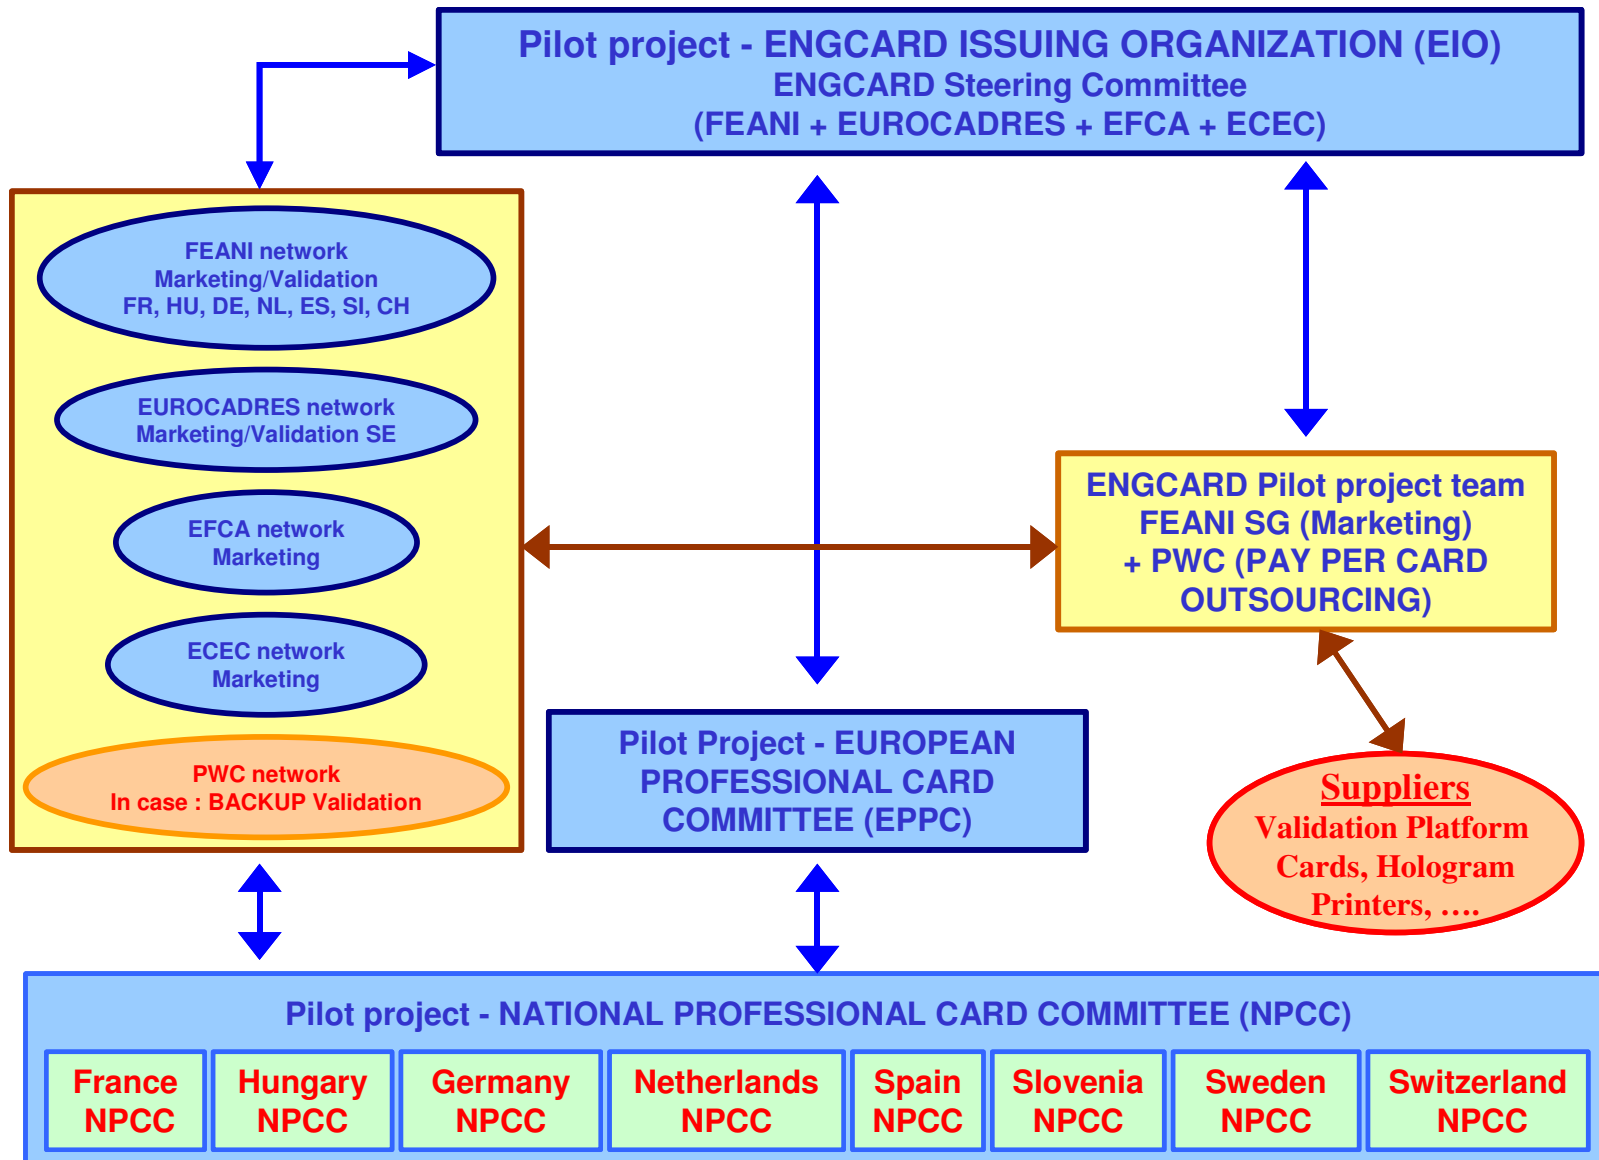 Pilot project - ENGCARD ISSUING ORGANIZATION (EIO)
ENGCARD Steering Committee
(FEANI + EUROCADRES + EFCA + ECEC)
FEANI network
Marketing/Validation
FR, HU, DE, NL, ES, SI, CH
EUROCADRES network
Marketing/Validation SE
EFCA network
Marketing
ECEC network
Marketing
PWC network
In case : BACKUP Validation
ENGCARD Pilot project team
FEANI SG (Marketing)
+ PWC (PAY PER CARD
OUTSOURCING)
Pilot Project - EUROPEAN
PROFESSIONAL CARD
COMMITTEE (EPPC)
Suppliers
Validation Platform
Cards, Hologram
Printers, ….
Pilot project - NATIONAL PROFESSIONAL CARD COMMITTEE (NPCC)
France
NPCC
Hungary
NPCC
Germany
NPCC
Netherlands
NPCC
Spain
NPCC
Slovenia
NPCC
Sweden
NPCC
Switzerland
NPCC